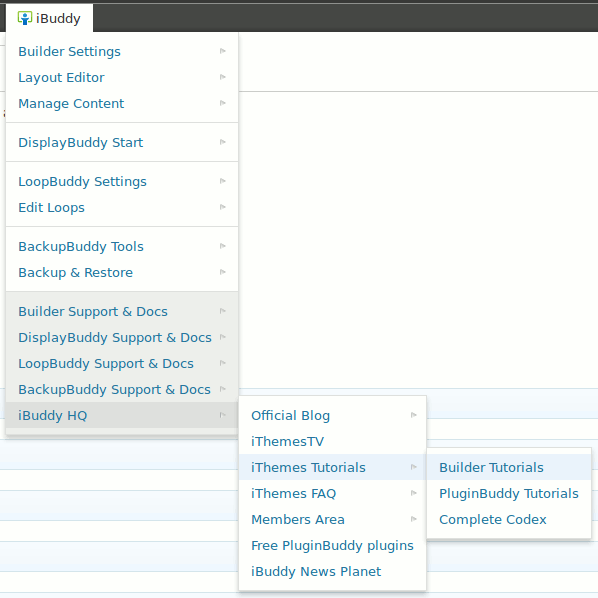 iBuddy
Builder Settings
Layout Editor
Manage Content
DisplayBuddy Start
LoopBuddy Settings
Edit Loops
BackupBuddy Tools
Backup & Restore
Builder Support & Docs
DisplayBuddy Support & Docs
LoopBuddy Support & Docs
BackupBuddy Support & Docs
iBuddy HQ
Official Blog
iThemesTV
iThemes Tutorials
iThemes FAQ
Members Area
Free PluginBuddy plugins
iBuddy News Planet
Builder Tutorials
PluginBuddy Tutorials
Complete Codex